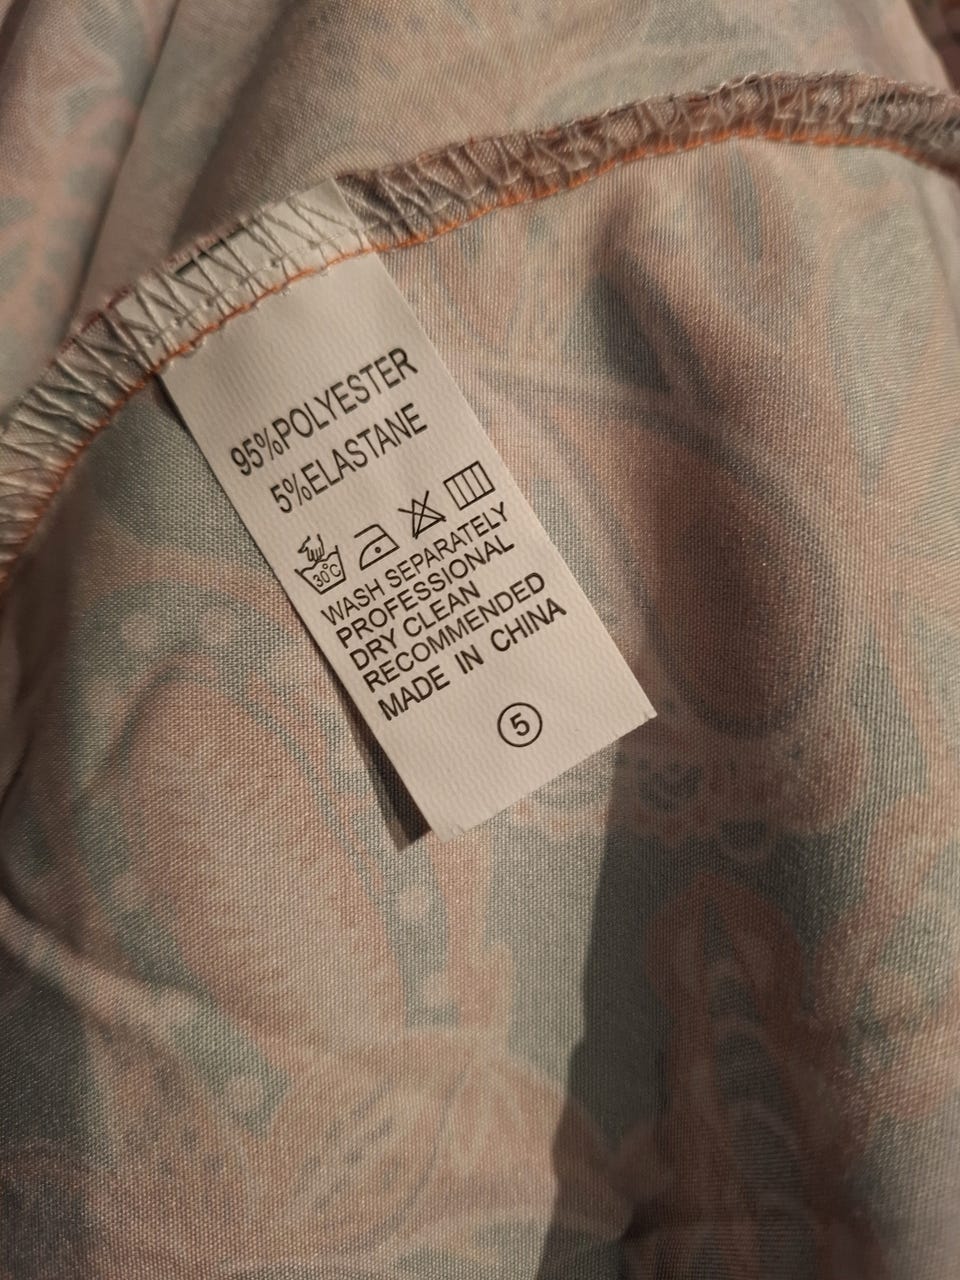 95%POLYESTER
5%ELASTANE
30°C
WASH SEPARATELY
PROFESSIONAL
DRY CLEAN
RECOMMENDED
MADE IN CHINA
5